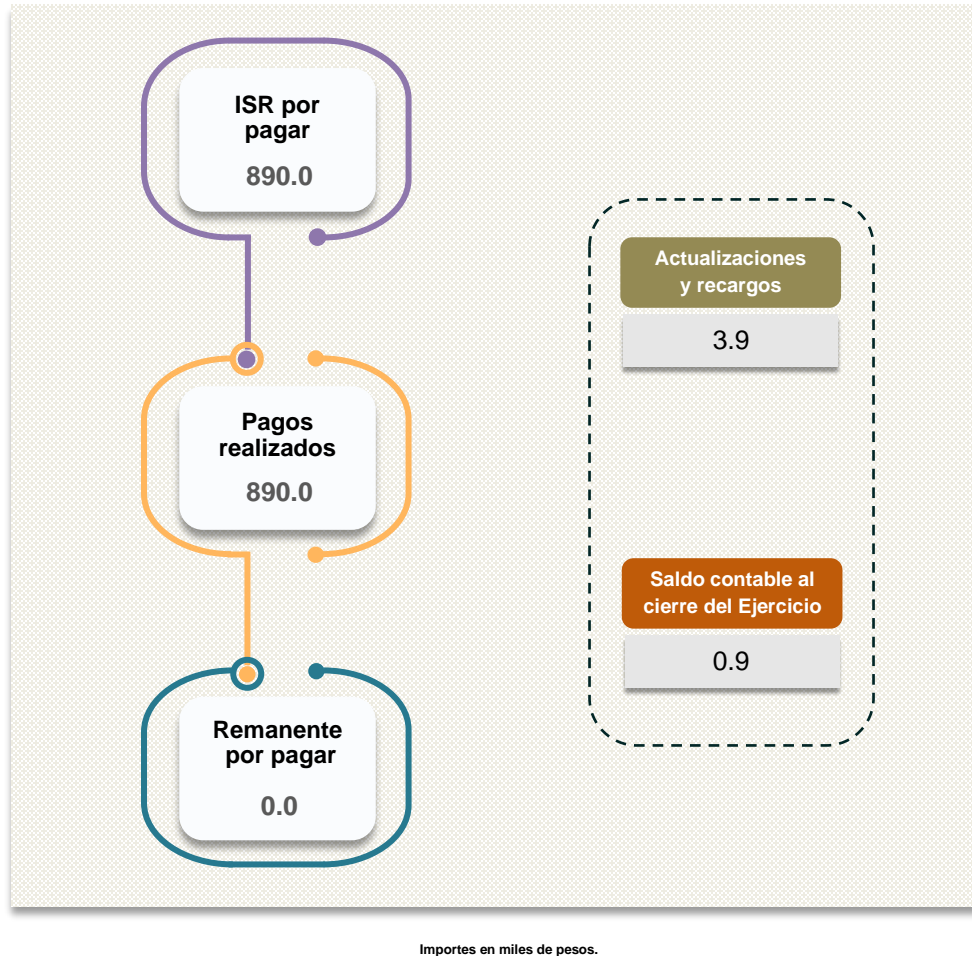 ISR por
pagar
890.0
Pagos
realizados
890.0
Remanente
por pagar
0.0
Actualizaciones
y recargos
3.9
Saldo contable al
cierre del Ejercicio
0.9
Importes en miles de pesos.